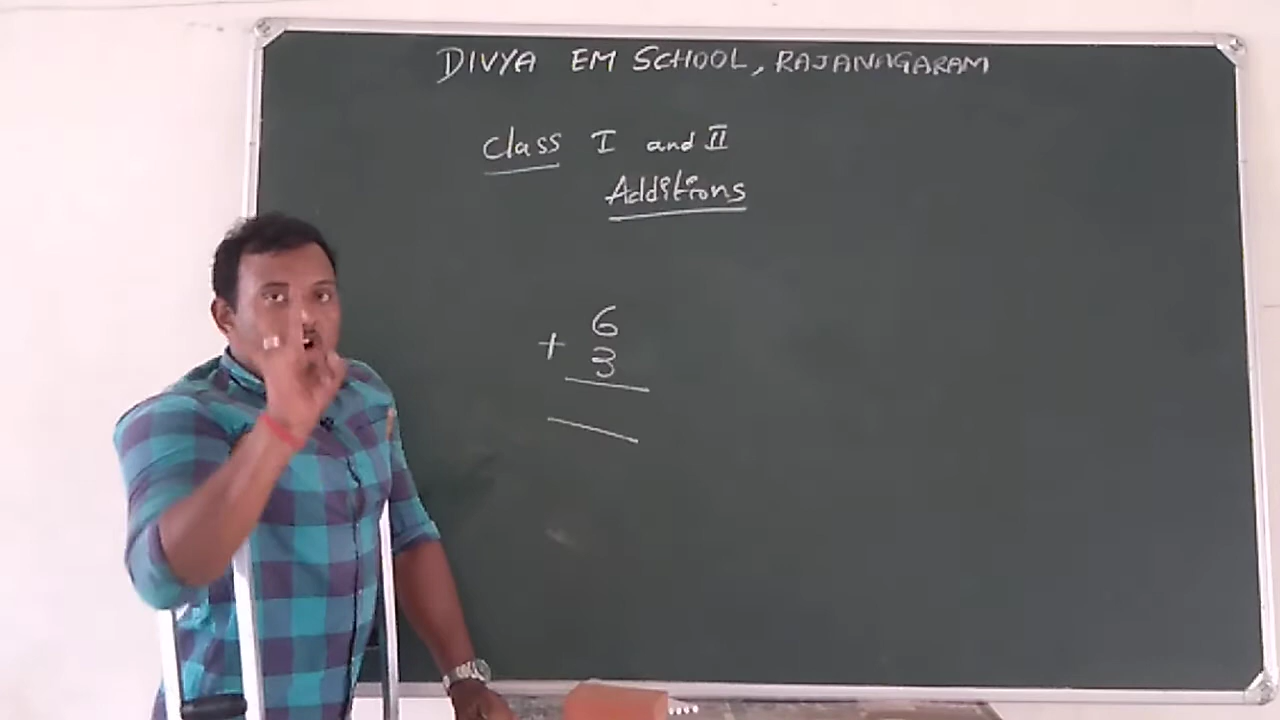 DIVYA EM SCHOOL, RAJANAGARAM
Class I and II
Additions
6
+ 3